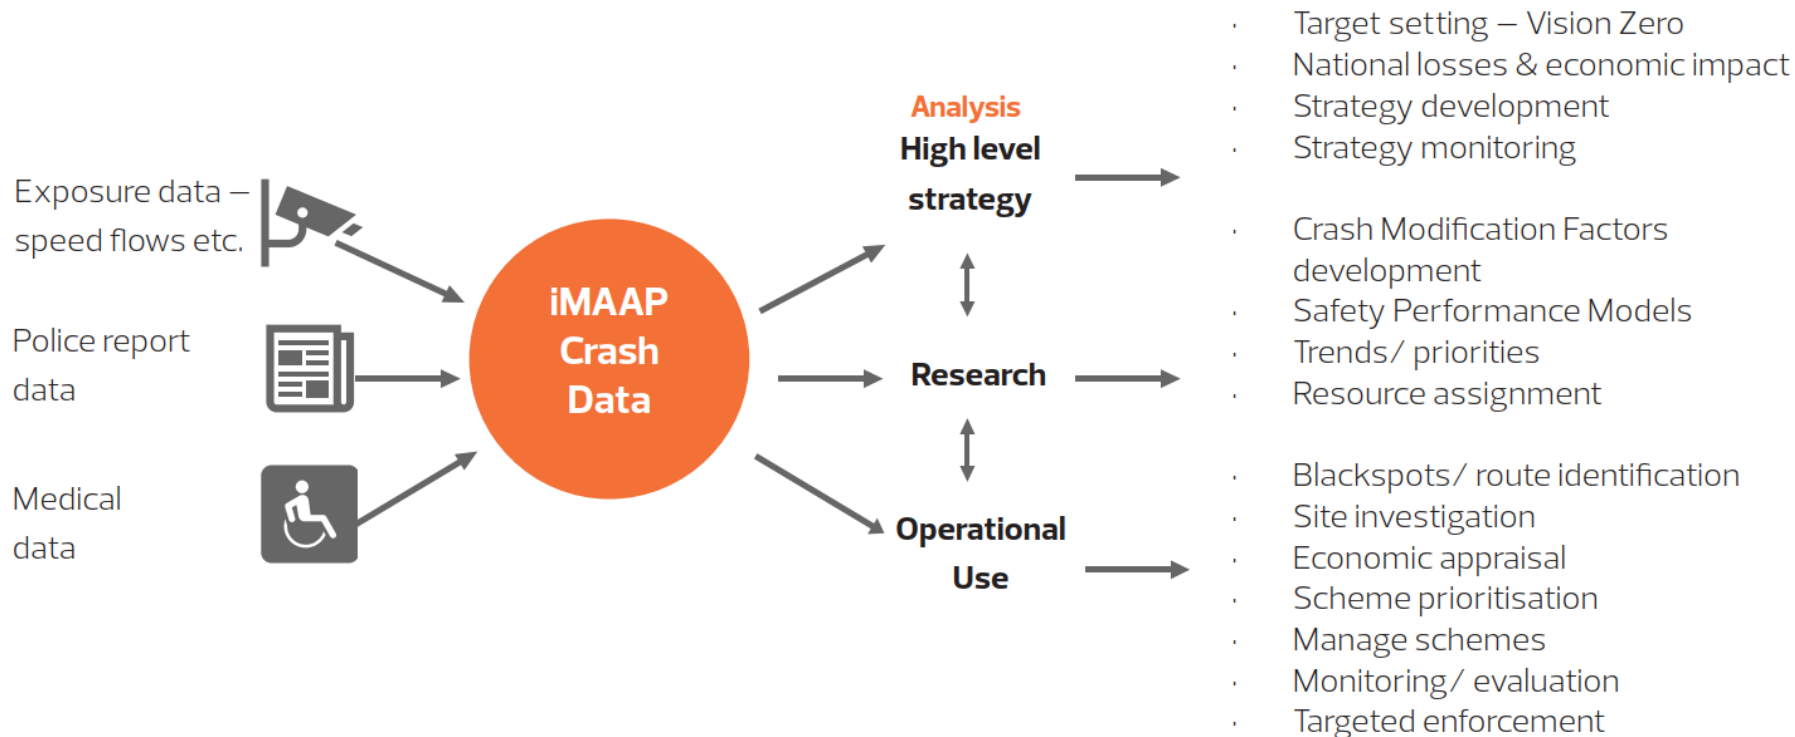 Exposure data –
speed flows etc.
Police report
data
Medical
data
iMAAP
Crash
Data
Analysis
High level
strategy
Research
Operational
Use
· Target setting – Vision Zero
· National losses & economic impact
· Strategy development
· Strategy monitoring
· Crash Modification Factors
development
· Safety Performance Models
· Trends/ priorities
· Resource assignment
· Blackspots/ route identification
· Site investigation
· Economic appraisal
· Scheme prioritisation
· Manage schemes
· Monitoring/ evaluation
· Targeted enforcement